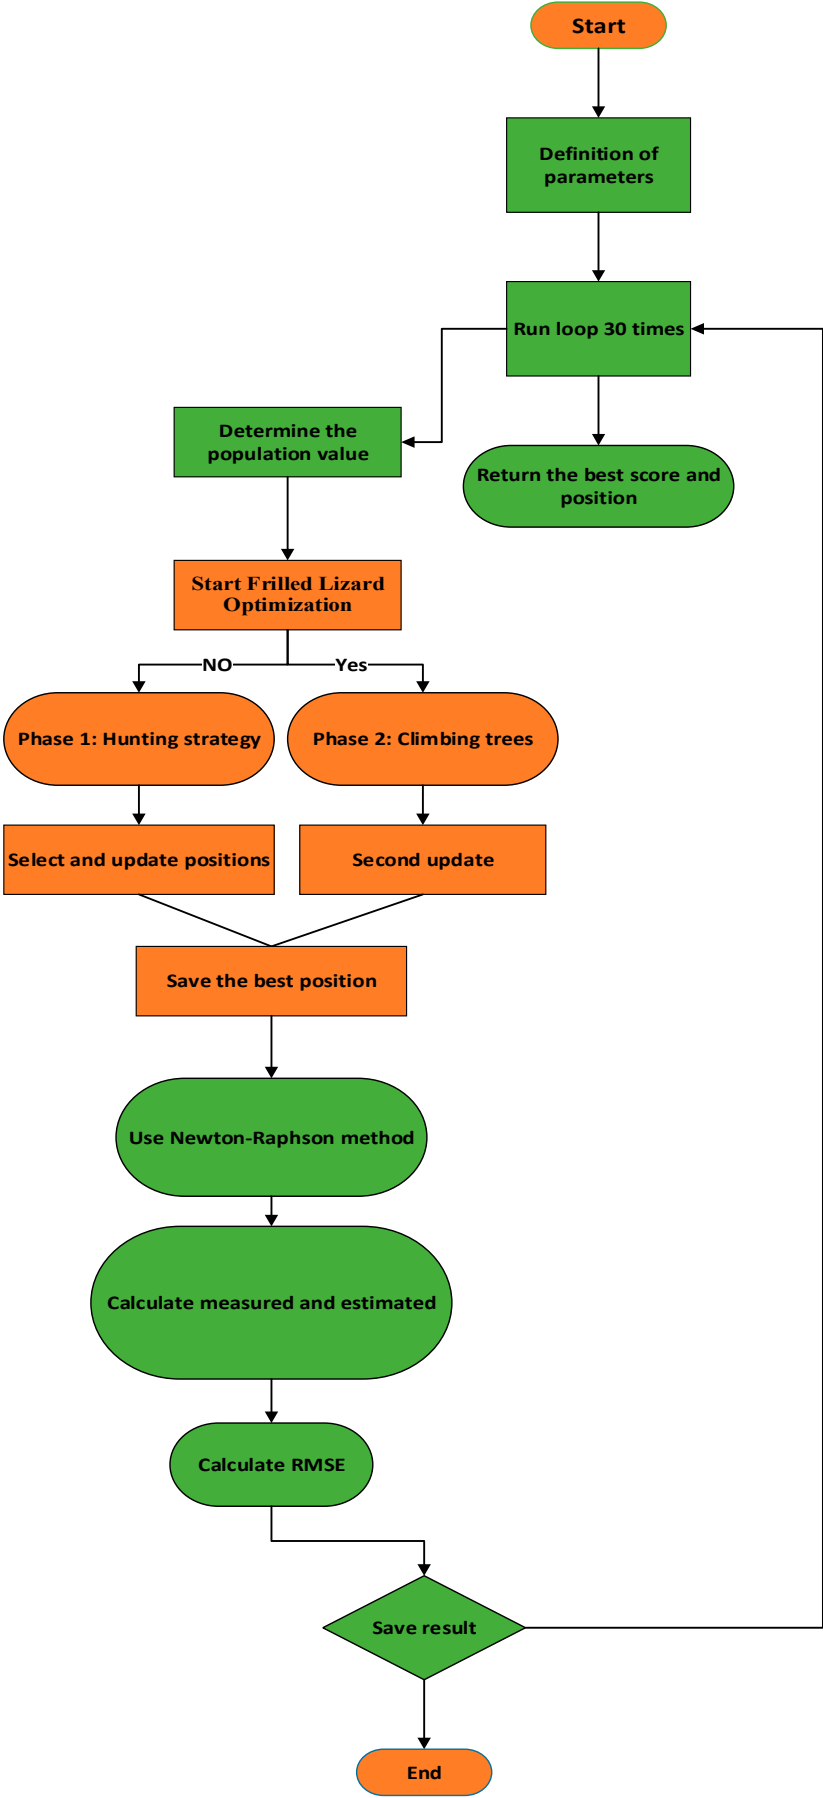 Start
Definition of
parameters
Run loop 30 times
Determine the
population value
Return the best score and
position
Start Frilled Lizard
Optimization
NO
Yes
Phase 1: Hunting strategy
Phase 2: Climbing trees
Select and update positions
Second update
Save the best position
Use Newton-Raphson method
Calculate measured and estimated
Calculate RMSE
Save result
End